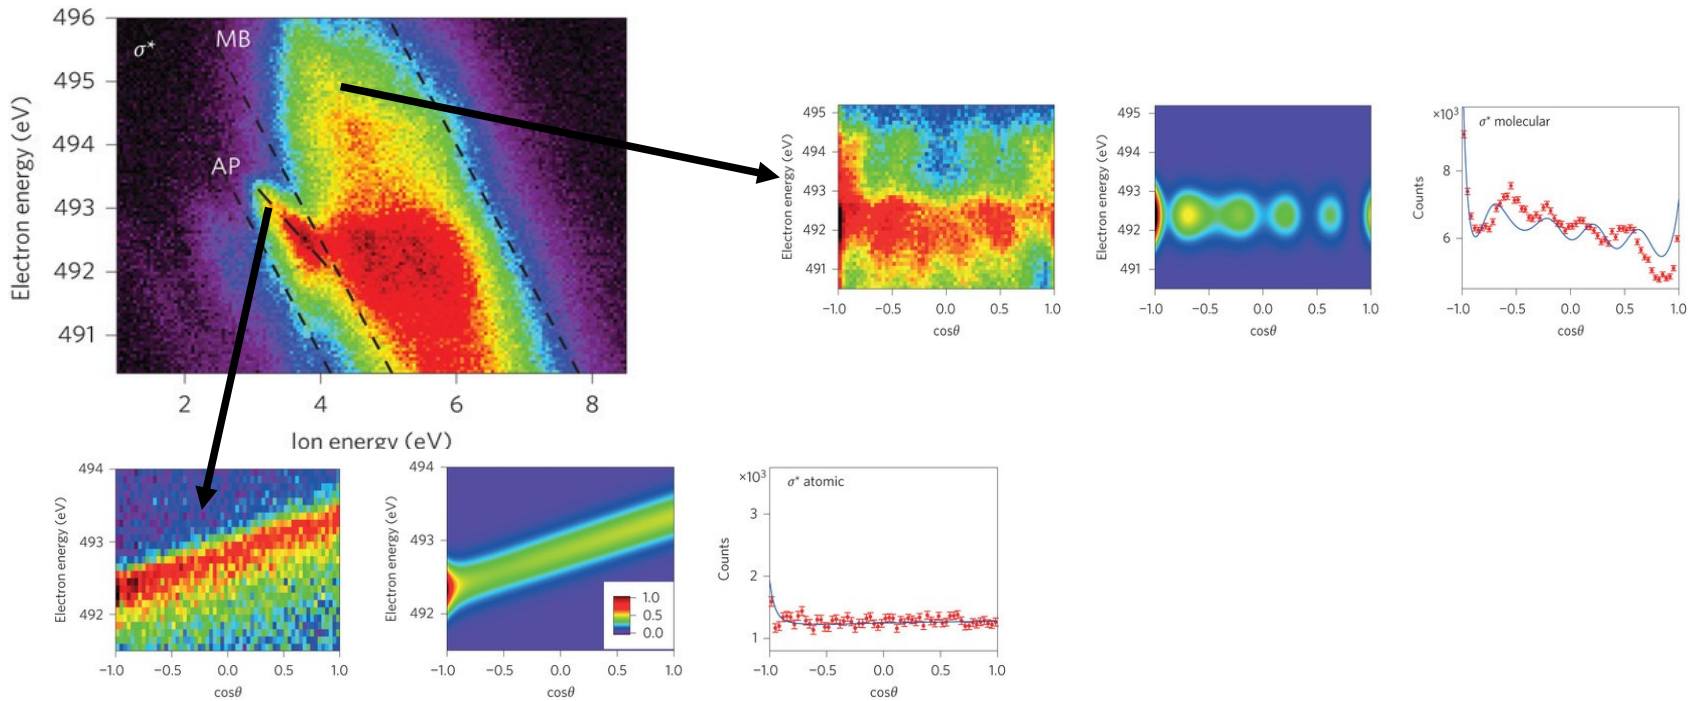 496
495
494
493
492
491
Electron energy (eV)
σ*
MB
AP
2 4 6 8
Ion energy (eV)
495
494
493
492
491
Electron energy (eV)
−1.0 −0.5 0.0 0.5 1.0
cosθ
495
494
493
492
491
Electron energy (eV)
−1.0 −0.5 0.0 0.5 1.0
cosθ
×10³
σ* molecular
8
6
Counts
−1.0 −0.5 0.0 0.5 1.0
cosθ
494
493
492
Electron energy (eV)
−1.0 −0.5 0.0 0.5 1.0
cosθ
494
493
492
Electron energy (eV)
1.0
0.5
0.0
−1.0 −0.5 0.0 0.5 1.0
cosθ
×10³
σ* atomic
3
2
1
Counts
−1.0 −0.5 0.0 0.5 1.0
cosθ